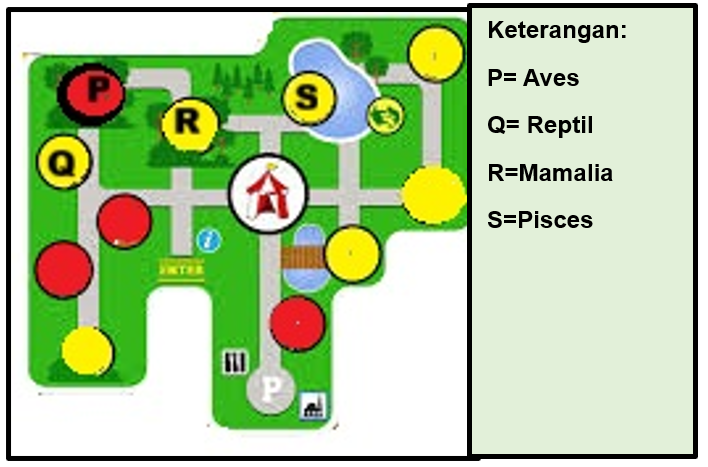 P
Q
R
S
i
ENTER
P
Keterangan:
P= Aves
Q= Reptil
R=Mamalia
S=Pisces